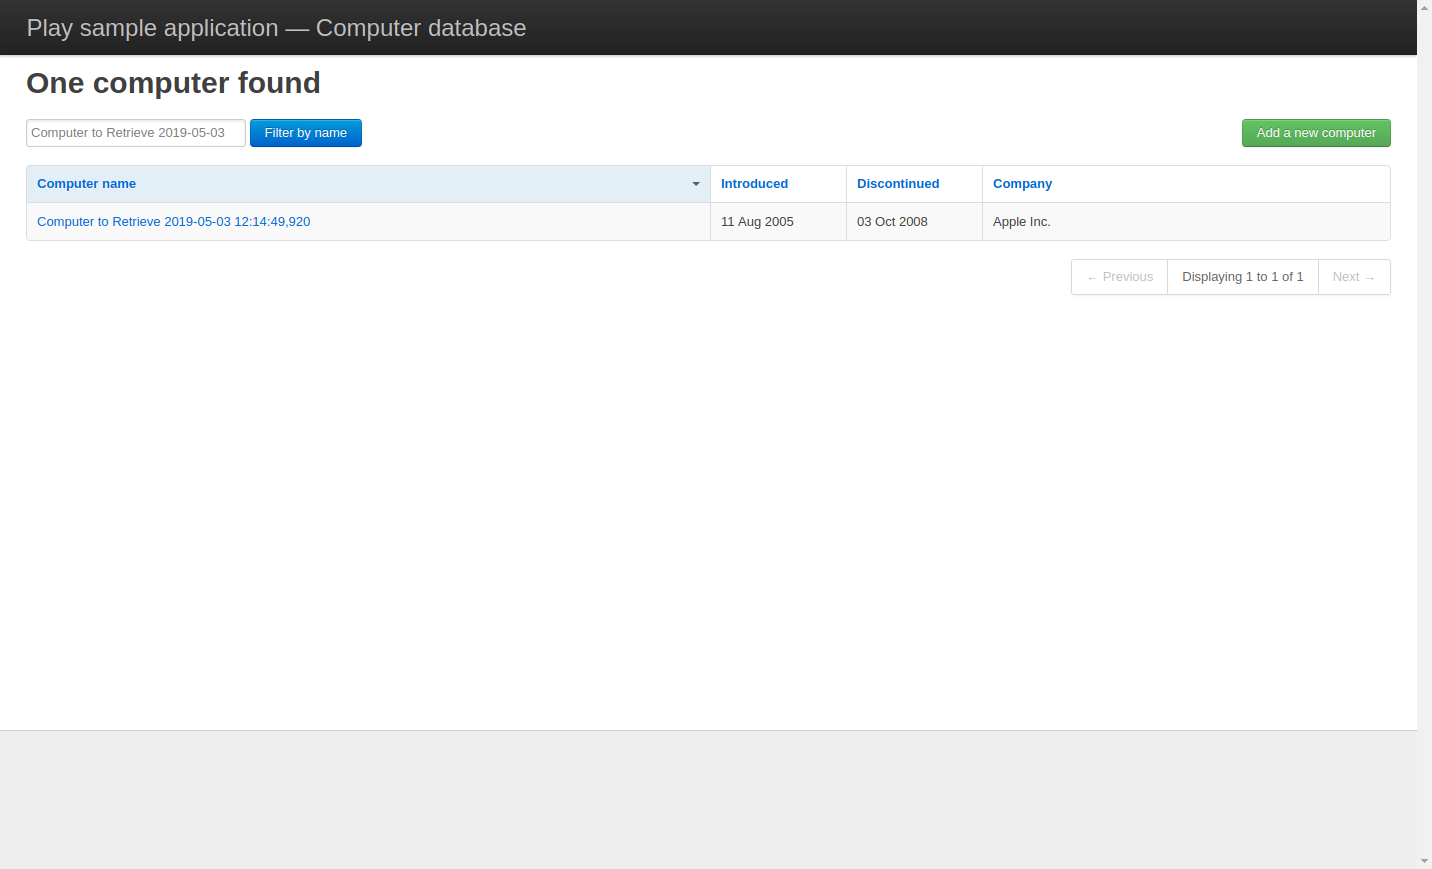 Play sample application — Computer database
One computer found
Computer to Retrieve 2019-05-03 Filter by name Add a new computer
Computer name Introduced Discontinued Company
Computer to Retrieve 2019-05-03 12:14:49,920 11 Aug 2005 03 Oct 2008 Apple Inc.
← Previous Displaying 1 to 1 of 1 Next →